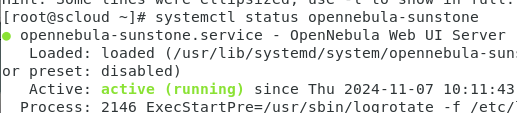 hint: Some lines were ellipsized, use -l to show in full.
[root@scloud ~]# systemctl status opennebula-sunstone
● opennebula-sunstone.service - OpenNebula Web UI Server
Loaded: loaded (/usr/lib/systemd/system/opennebula-sun
or preset: disabled)
Active: active (running) since Thu 2024-11-07 10:11:43
Process: 2146 ExecStartPre=/usr/sbin/logrotate -f /etc/l